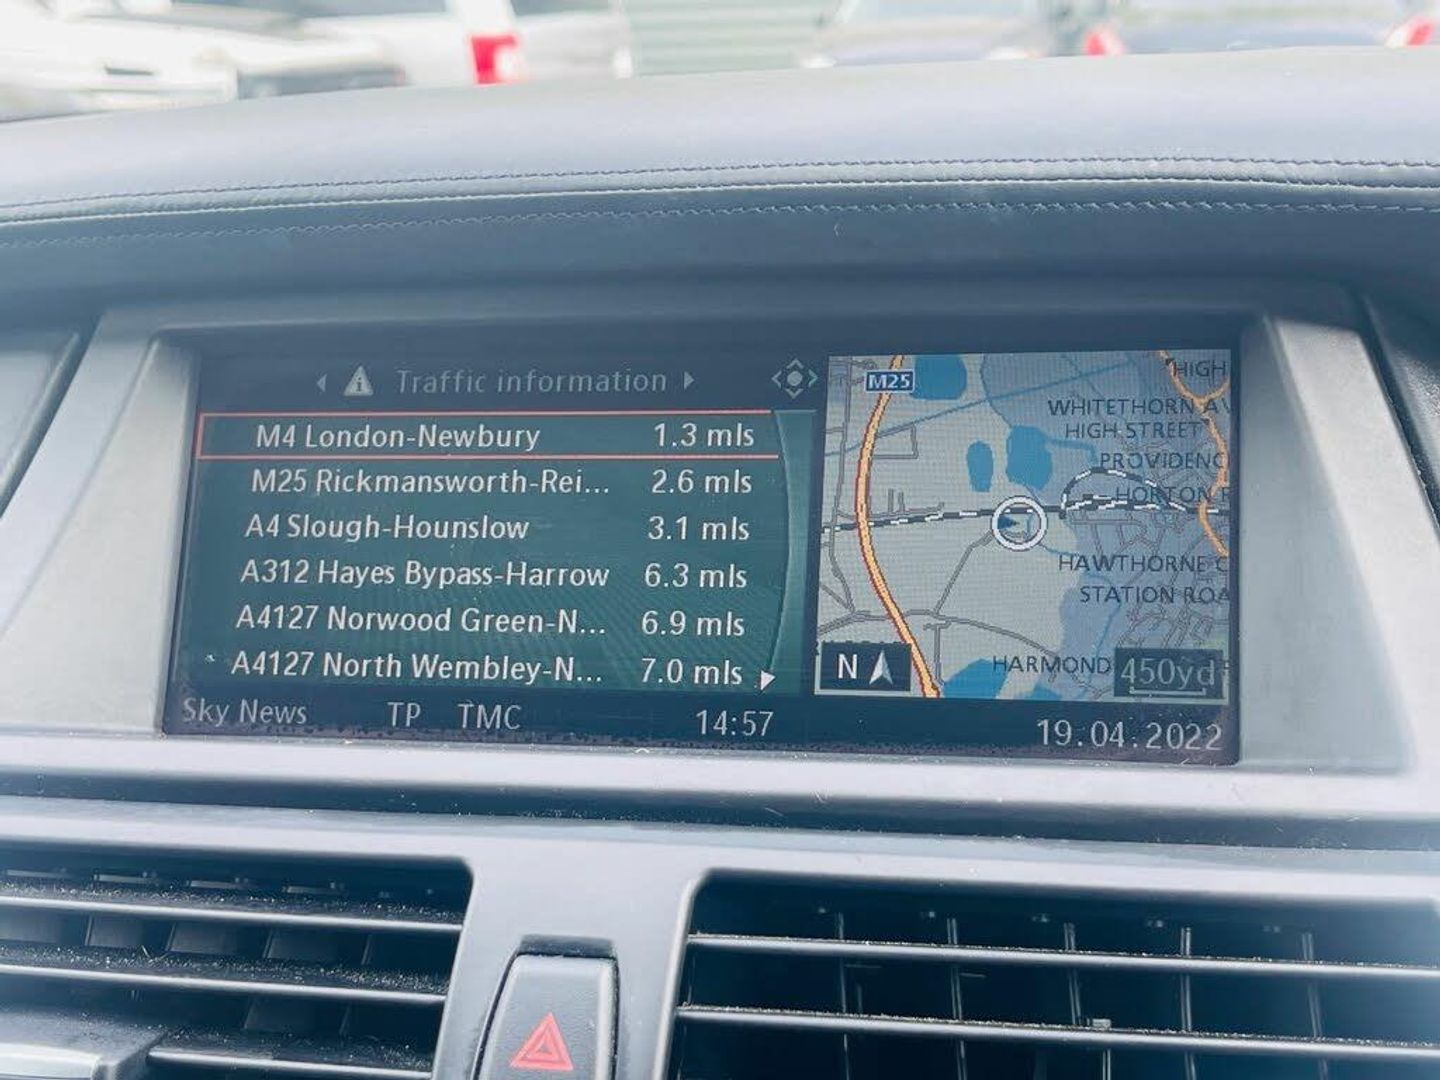 Traffic information
M4 London-Newbury 1.3 mls
M25 Rickmansworth-Rei... 2.6 mls
A4 Slough-Hounslow 3.1 mls
A312 Hayes Bypass-Harrow 6.3 mls
A4127 Norwood Green-N... 6.9 mls
A4127 North Wembley-N... 7.0 mls
M25
HIGH
WHITETHORN AV
HIGH STREET
PROVIDENC
HORTON
HAWTHORNE C
STATION ROA
HARMOND
N
450yd
Sky News TP TMC 14:57 19.04.2022